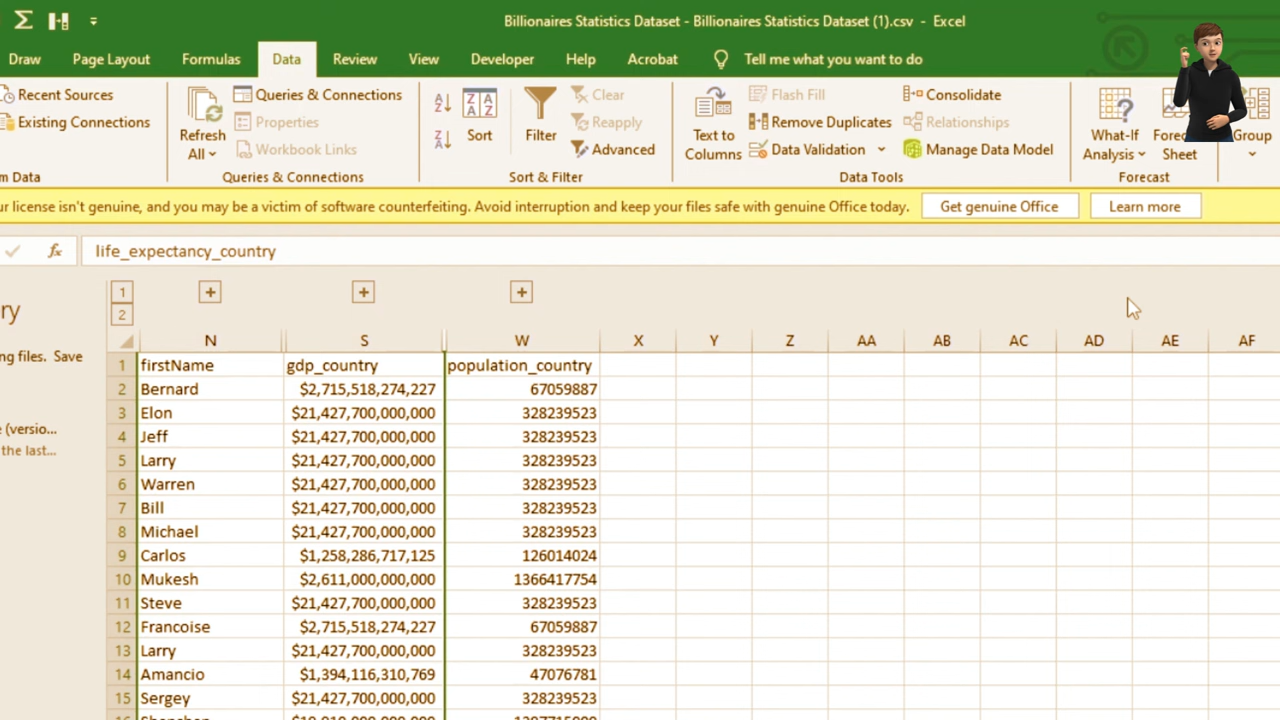 Billionaires Statistics Dataset - Billionaires Statistics Dataset (1).csv - Excel
Draw Page Layout Formulas Data Review View Developer Help Acrobat Tell me what you want to do
Recent Sources
Existing Connections
Refresh All
Queries & Connections
Properties
Workbook Links
Queries & Connections
Sort
Filter
Clear
Reapply
Advanced
Sort & Filter
Text to Columns
Flash Fill
Remove Duplicates
Data Validation
Consolidate
Relationships
Manage Data Model
Data Tools
What-If Analysis
Sheet
Forecast
Group
Data
license isn't genuine, and you may be a victim of software counterfeiting. Avoid interruption and keep your files safe with genuine Office today. Get genuine Office Learn more
fx life_expectancy_country
1
2
ing files. Save
(versio...
the last...
N S W X Y Z AA AB AC AD AE AF
1 firstName gdp_country population_country
2 Bernard $2,715,518,274,227 67059887
3 Elon $21,427,700,000,000 328239523
4 Jeff $21,427,700,000,000 328239523
5 Larry $21,427,700,000,000 328239523
6 Warren $21,427,700,000,000 328239523
7 Bill $21,427,700,000,000 328239523
8 Michael $21,427,700,000,000 328239523
9 Carlos $1,258,286,717,125 126014024
10 Mukesh $2,611,000,000,000 1366417754
11 Steve $21,427,700,000,000 328239523
12 Francoise $2,715,518,274,227 67059887
13 Larry $21,427,700,000,000 328239523
14 Amancio $1,394,116,310,769 47076781
15 Sergey $21,427,700,000,000 328239523